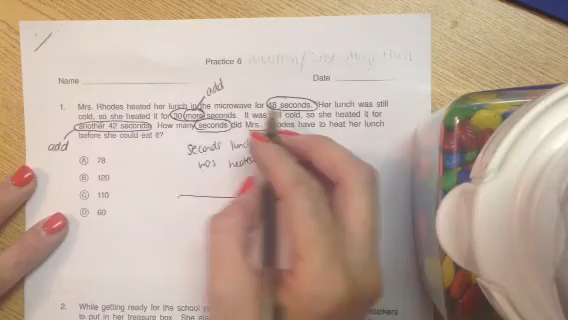 Practice 6 Addition/
Name
Date
add
1. Mrs. Rhodes heated her lunch in the microwave for 48 seconds. Her lunch was still
cold, so she heated it for 30 more seconds. It was cold, so she heated it for
another 42 seconds. How many seconds did Mrs. Rhodes have to heat her lunch
before she could eat it?
add
seconds
was
A 78
B 120
C 110
D 60
2. While getting ready for the school
to put in her treasure box. She